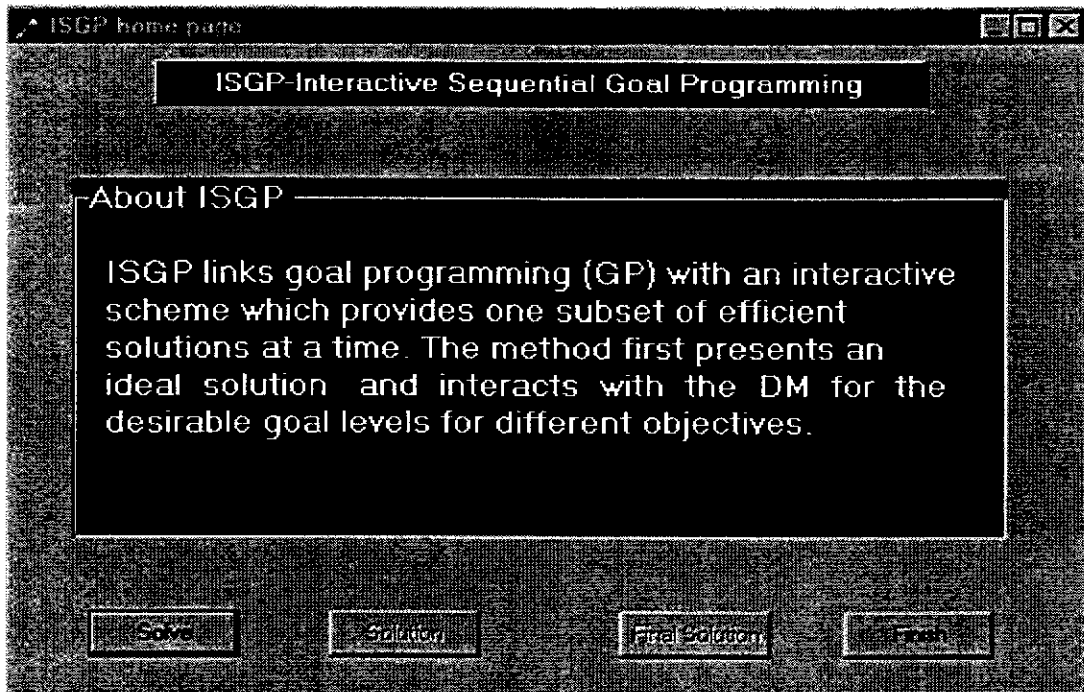 ISGP home page
ISGP-Interactive Sequential Goal Programming
About ISGP
ISGP links goal programming (GP) with an interactive
scheme which provides one subset of efficient
solutions at a time. The method first presents an
ideal solution and interacts with the DM for the
desirable goal levels for different objectives.
Solve Solution Final Solution Finish